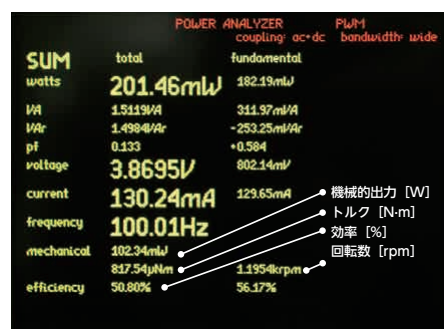 POWER ANALYZER PWM
coupling: ac+dc bandwidth: wide
SUM total fundamental
watts 201.46mW 182.19mW
VA 1.5119VA 311.97mVA
VAr 1.4984VAr -253.25mVAr
pf 0.133 +0.584
voltage 3.8695V 802.14mV
current 130.24mA 129.65mA
frequency 100.01Hz
mechanical 102.34mW
817.54μNm 1.1954krpm
efficiency 50.80% 56.17%
機械的出力 [W]
トルク [N·m]
効率 [%]
回転数 [rpm]